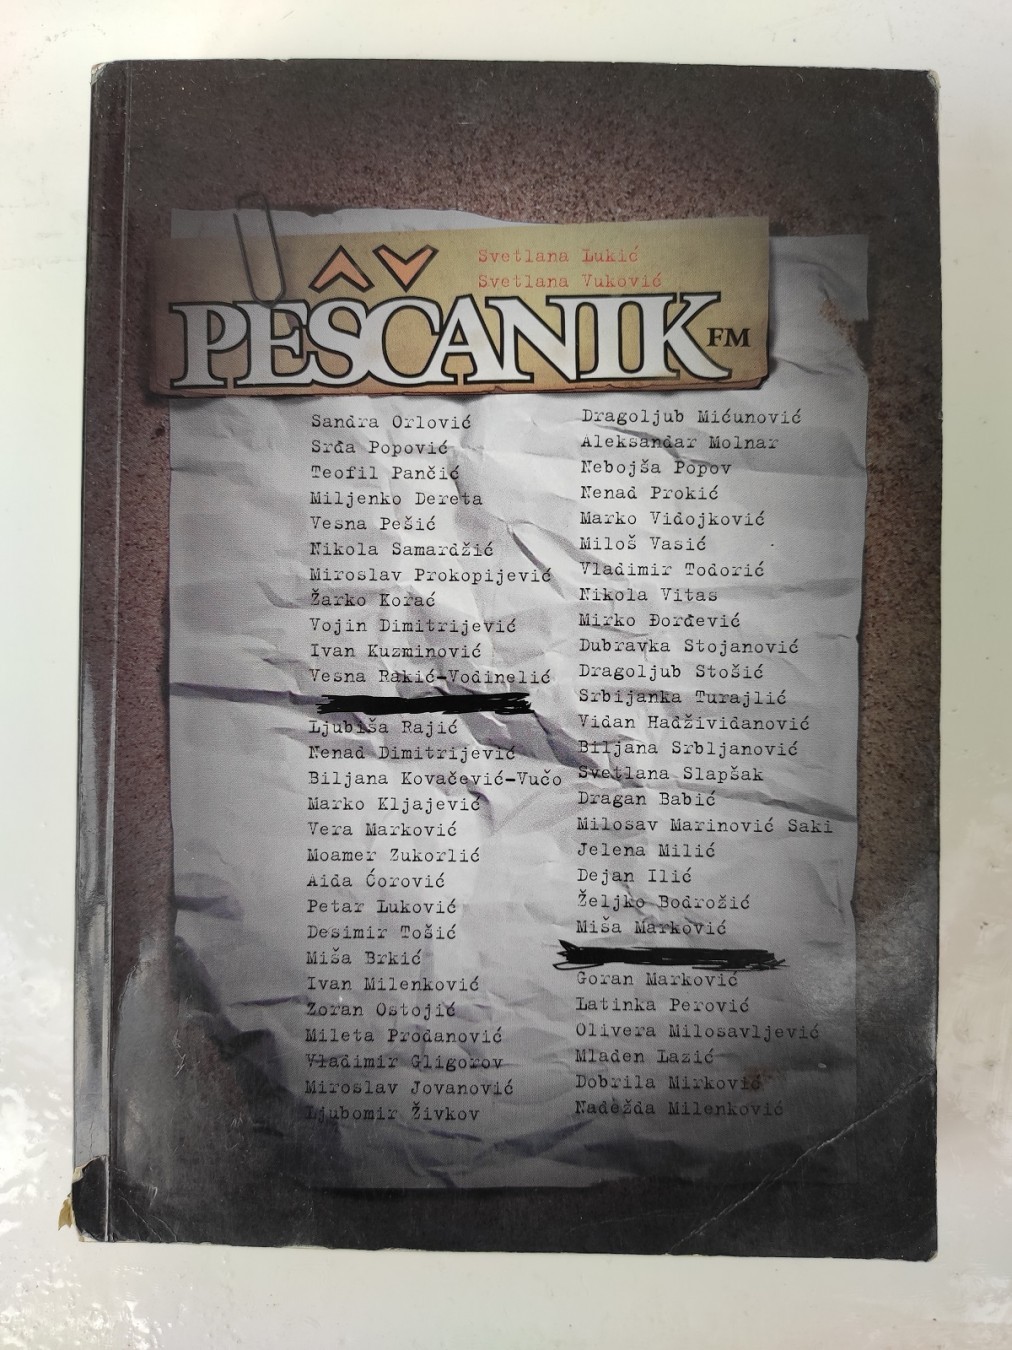 Svetlana Lukić
Svetlana Vuković
PEŠČANIK FM
Sandra Orlović
Srđa Popović
Teofil Pančić
Miljenko Dereta
Vesna Pešić
Nikola Samardžić
Miroslav Prokopijević
Žarko Korać
Vojin Dimitrijević
Ivan Kuzminović
Vesna Rakić-Vodinelić
Ljubiša Rajić
Nenad Dimitrijević
Biljana Kovačević-Vučo
Marko Kljajević
Vera Marković
Moamer Zukorlić
Aida Ćorović
Petar Luković
Desimir Tošić
Miša Brkić
Ivan Milenković
Zoran Ostojić
Mileta Prodanović
Vladimir Gligorov
Miroslav Jovanović
Ljubomir Živkov
Dragoljub Mićunović
Aleksandar Molnar
Nebojša Popov
Nenad Prokić
Marko Vidojković
Miloš Vasić
Vladimir Todorić
Nikola Vitas
Mirko Đorđević
Dubravka Stojanović
Dragoljub Stošić
Srbijanka Turajlić
Vidan Hadžividanović
Biljana Srbljanović
Svetlana Slapšak
Dragan Babić
Milosav Marinović Saki
Jelena Milić
Dejan Ilić
Željko Bodrožić
Miša Marković
Goran Marković
Latinka Perović
Olivera Milosavljević
Mladen Lazić
Dobrila Mirković
Nadežda Milenković